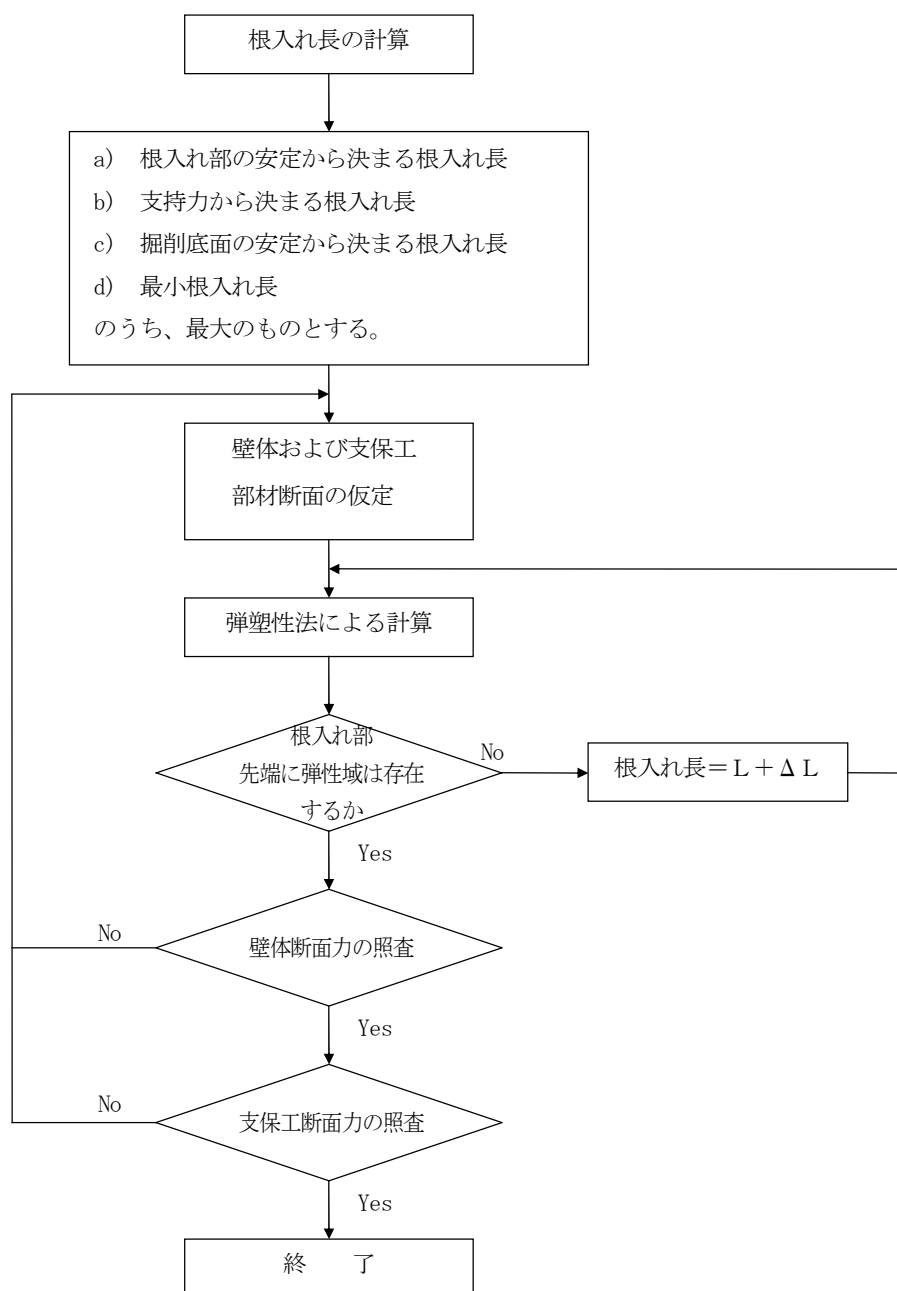 根入れ長の計算
a) 根入れ部の安定から決まる根入れ長
b) 支持力から決まる根入れ長
c) 掘削底面の安定から決まる根入れ長
d) 最小根入れ長
のうち、最大のものとする。
壁体および支保工
部材断面の仮定
弾塑性法による計算
根入れ部
先端に弾性域は存在
するか
No
根入れ長＝L＋ΔL
Yes
壁体断面力の照査
No
Yes
支保工断面力の照査
No
Yes
終　　了